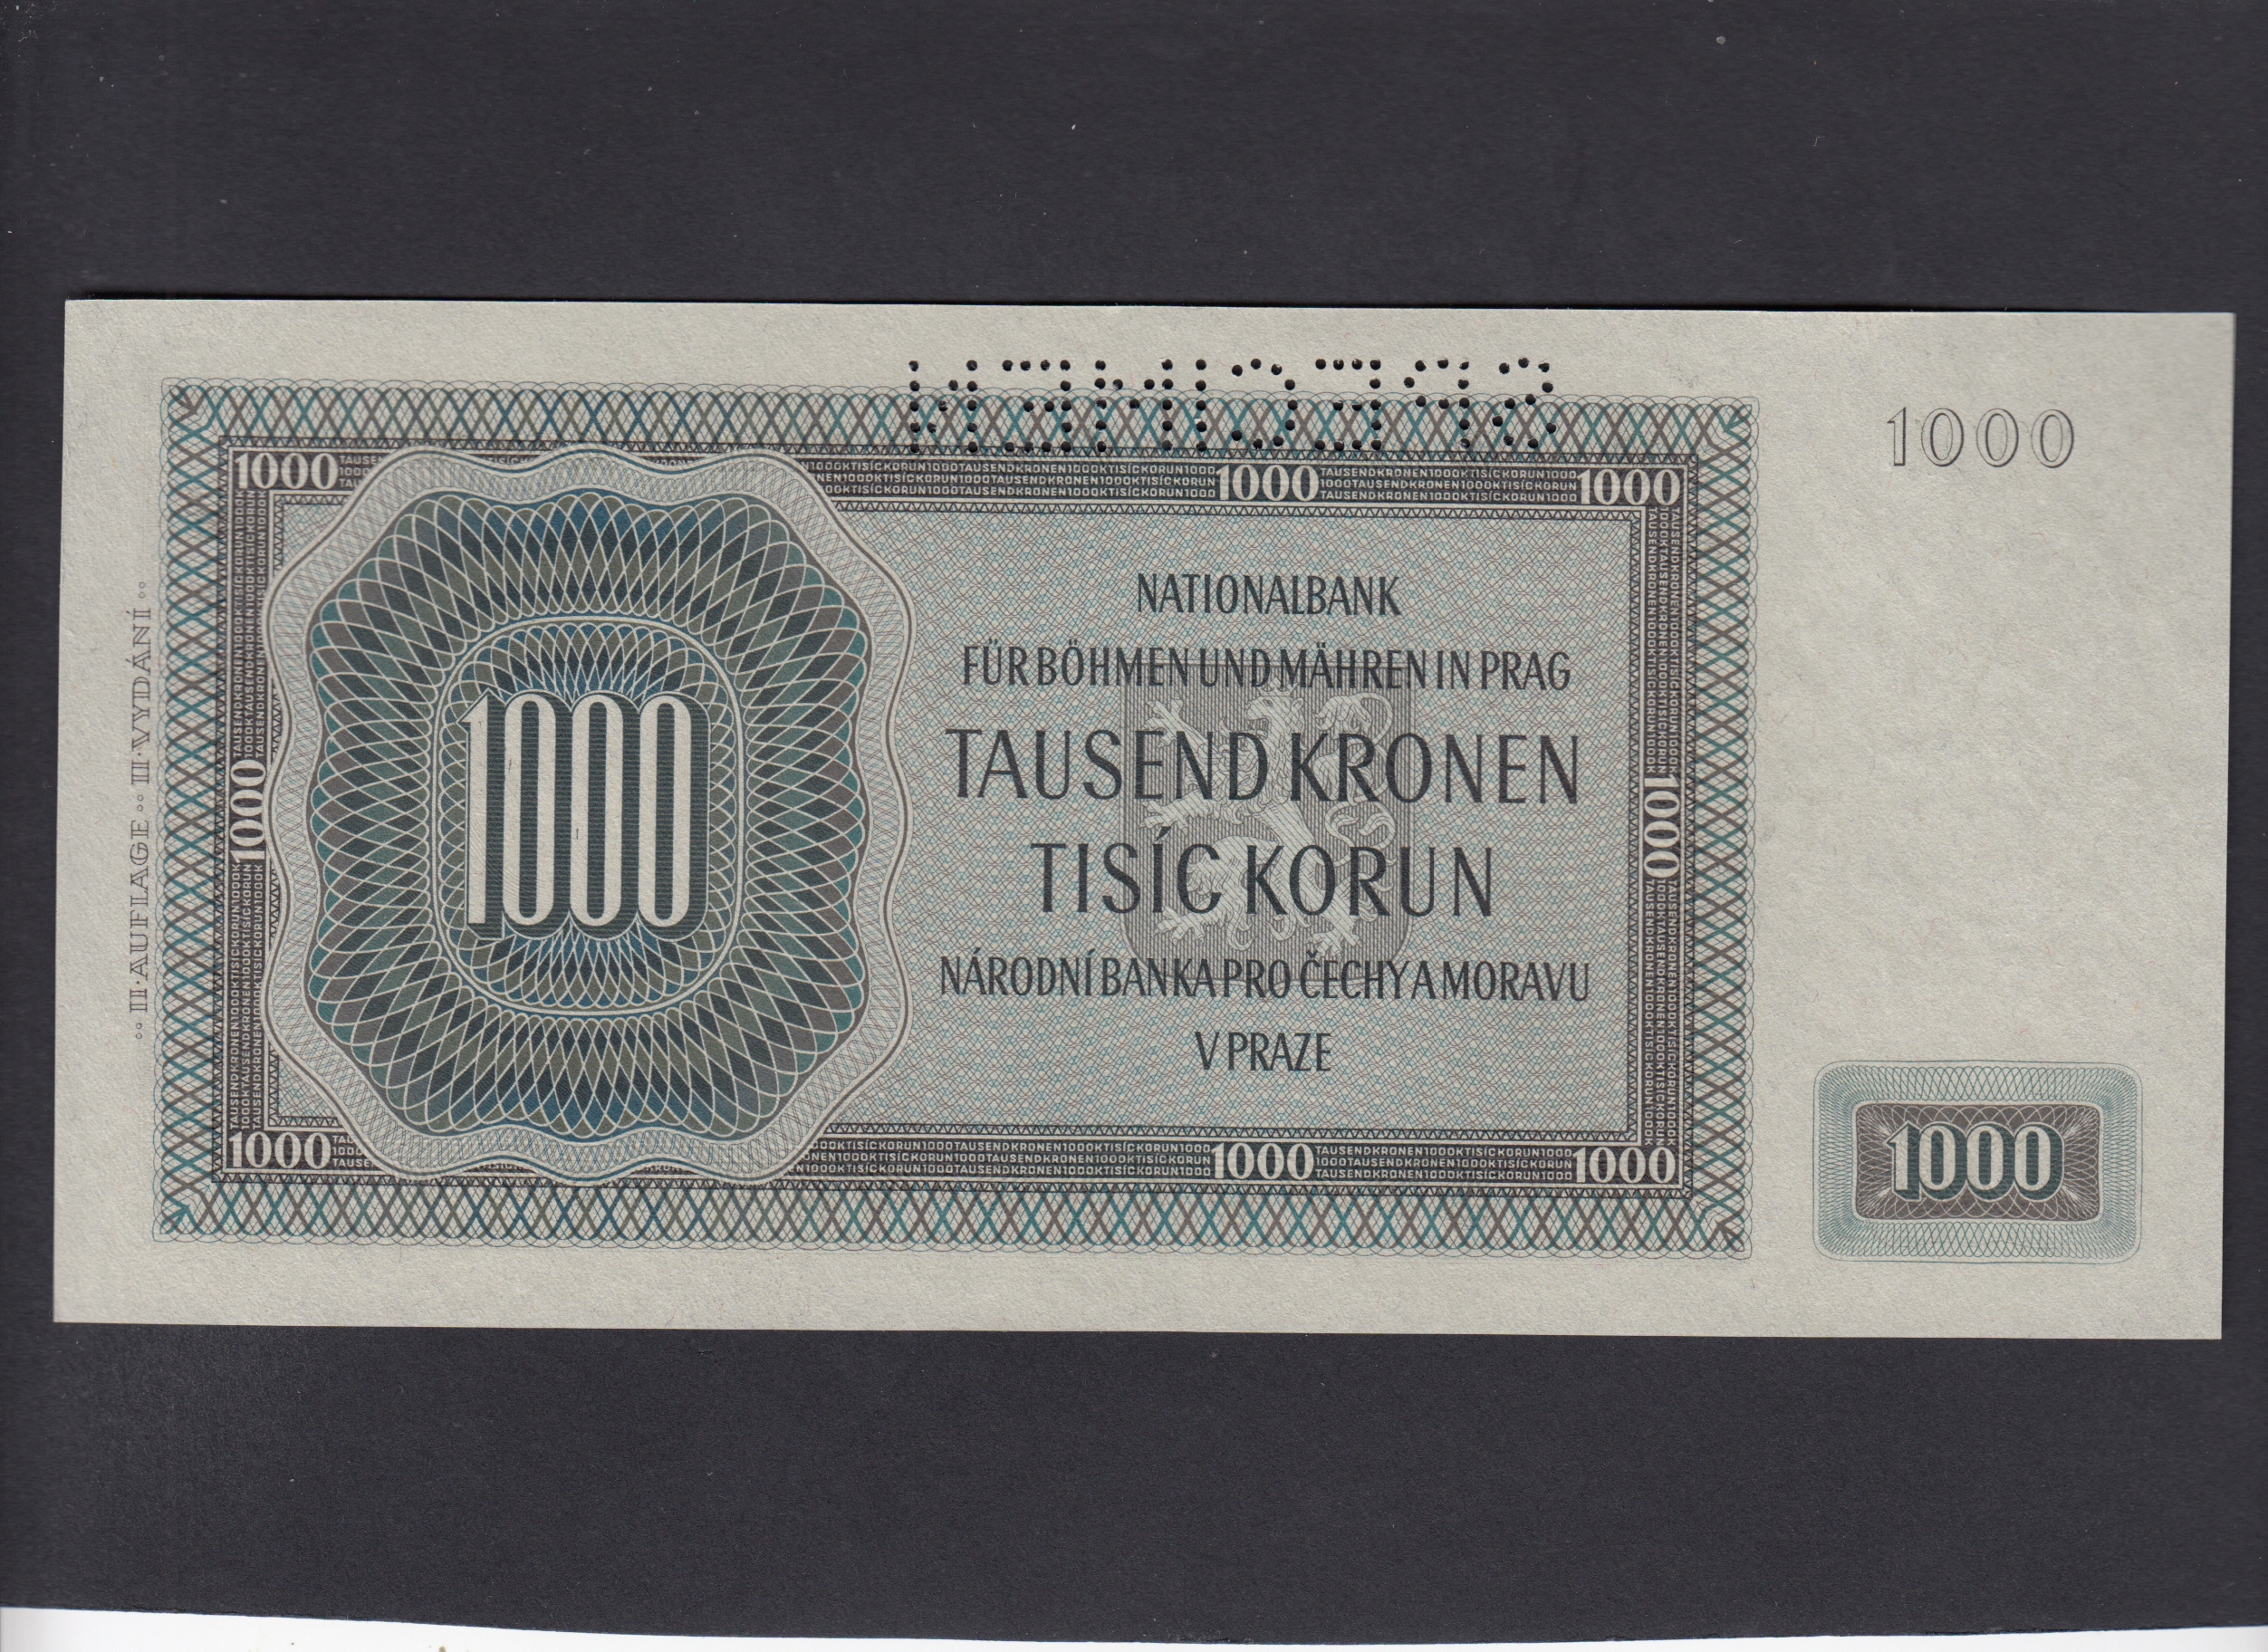 SPECIMEN
1000
1000 1000 1000
NATIONALBANK
FÜR BÖHMEN UND MÄHREN IN PRAG
TAUSEND KRONEN
TISÍC KORUN
NÁRODNÍ BANKA PRO ČECHY A MORAVU
V PRAZE
1000
1000
1000
1000 1000 1000
1000
°° III·AUFLAGE °° III·VYDÁNÍ °°